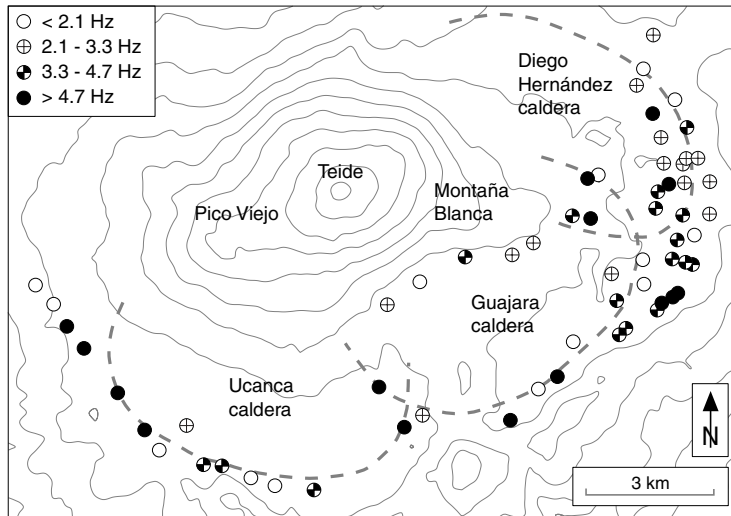 < 2.1 Hz
2.1 - 3.3 Hz
3.3 - 4.7 Hz
> 4.7 Hz
Diego
Hernández
caldera
Teide
Pico Viejo
Montaña
Blanca
Guajara
caldera
Ucanca
caldera
N
3 km